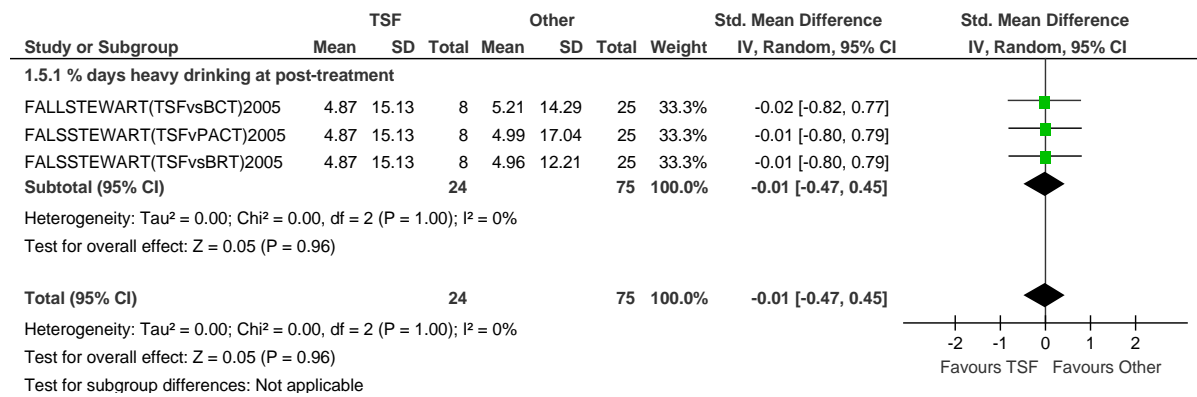 TSF Other Std. Mean Difference Std. Mean Difference
Study or Subgroup Mean SD Total Mean SD Total Weight IV, Random, 95% CI IV, Random, 95% CI
1.5.1 % days heavy drinking at post-treatment
FALLSTEWART(TSFvsBCT)2005 4.87 15.13 8 5.21 14.29 25 33.3% -0.02 [-0.82, 0.77]
FALSSTEWART(TSFvPACT)2005 4.87 15.13 8 4.99 17.04 25 33.3% -0.01 [-0.80, 0.79]
FALSSTEWART(TSFvsBRT)2005 4.87 15.13 8 4.96 12.21 25 33.3% -0.01 [-0.80, 0.79]
Subtotal (95% CI) 24 75 100.0% -0.01 [-0.47, 0.45]
Heterogeneity: Tau² = 0.00; Chi² = 0.00, df = 2 (P = 1.00); I² = 0%
Test for overall effect: Z = 0.05 (P = 0.96)
Total (95% CI) 24 75 100.0% -0.01 [-0.47, 0.45]
Heterogeneity: Tau² = 0.00; Chi² = 0.00, df = 2 (P = 1.00); I² = 0%
Test for overall effect: Z = 0.05 (P = 0.96)
Test for subgroup differences: Not applicable
-2 -1 0 1 2
Favours TSF Favours Other